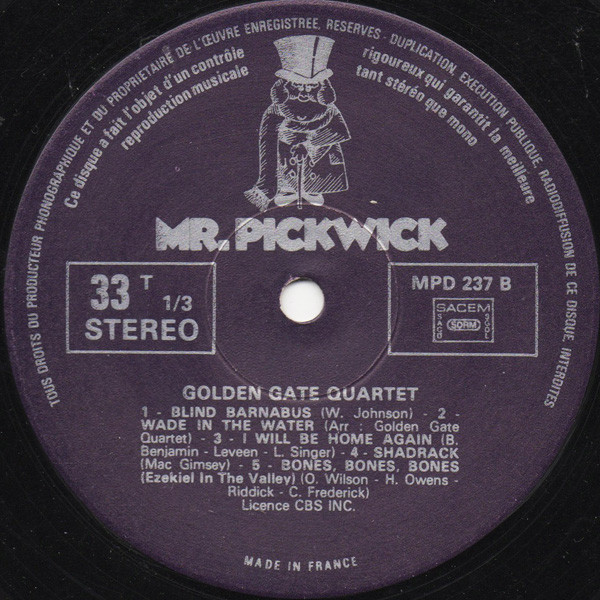 TOUS DROITS DU PRODUCTEUR PHONOGRAPHIQUE ET DU PROPRIETAIRE DE L'ŒUVRE ENREGISTREE, RESERVES - DUPLICATION, EXECUTION PUBLIQUE, RADIODIFFUSION DE CE DISQUE, INTERDITES
Ce disque a fait l'objet d'un contrôle
rigoureux qui garantit la meilleure
reproduction musicale
tant stéréo que mono
MR. PICKWICK
33 T 1/3
STEREO
MPD 237 B
SACEM
SACD
SDRM
SGDL
GOLDEN GATE QUARTET
1 - BLIND BARNABUS (W. Johnson) - 2 -
WADE IN THE WATER (Arr : Golden Gate
Quartet) - 3 - I WILL BE HOME AGAIN (B.
Benjamin - Leveen - L. Singer) - 4 - SHADRACK
(Mac Gimsey) - 5 - BONES, BONES, BONES
(Ezekiel In The Valley) (O. Wilson - H. Owens -
Riddick - C. Frederick)
Licence CBS INC.
MADE IN FRANCE